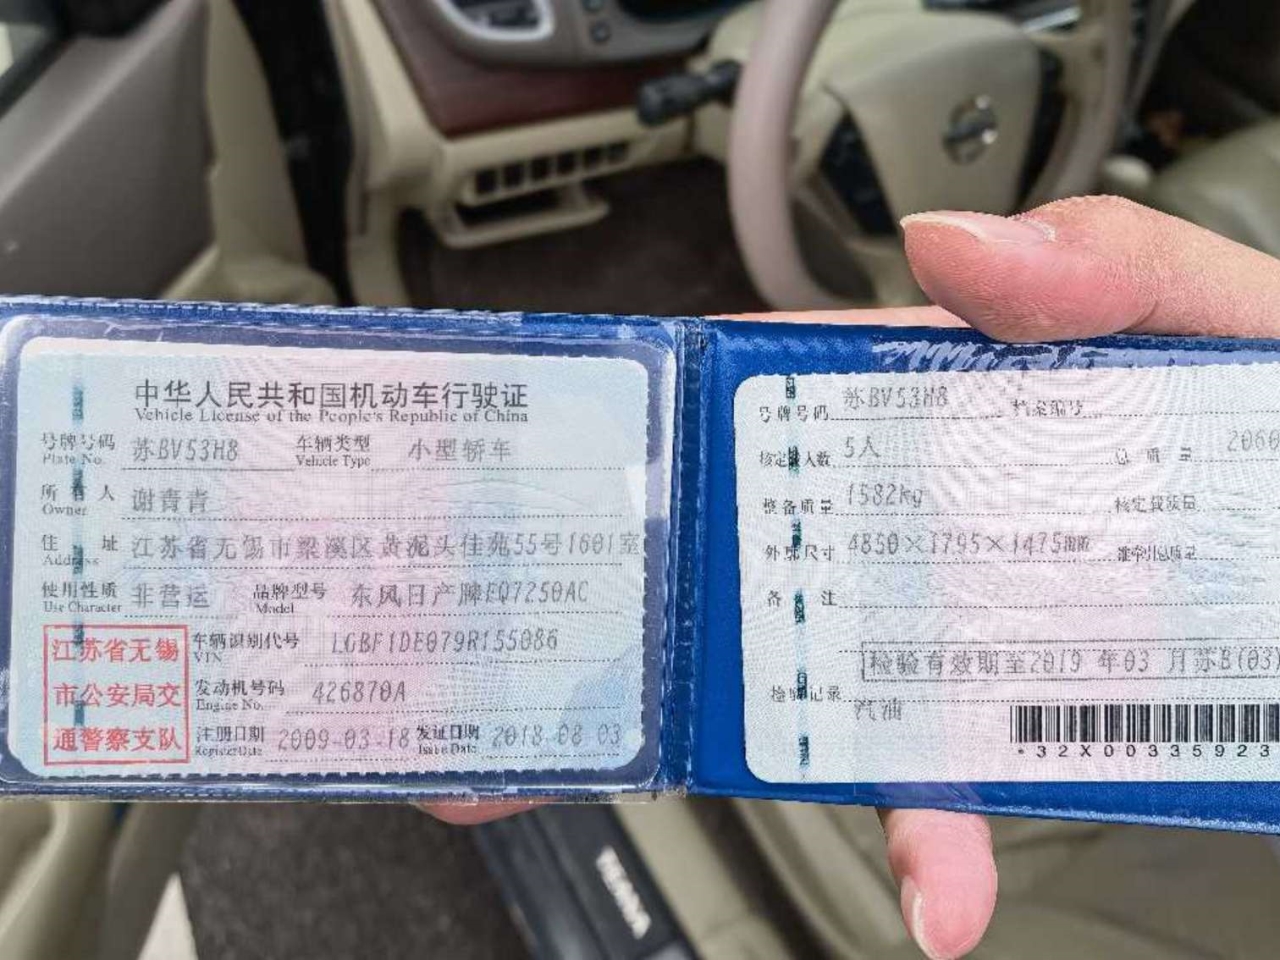 中华人民共和国机动车行驶证
Vehicle License of the People's Republic of China
号牌号码 苏BV53H8 车辆类型 小型轿车
Plate No. Vehicle Type
所有人 谢青青
Owner
住址 江苏省无锡市梁溪区黄泥头佳苑55号1601室
Address
使用性质 非营运 品牌型号 东风日产牌EQ7250AC
Use Character Model
江苏省无锡
市公安局交
通警察支队
车辆识别代号 LGBF1DE079R155086
VIN
发动机号码 426870A
Engine No.
注册日期 2009-03-18 发证日期 2018-08-03
Register Date Issue Date
号牌号码 苏BV53H8 档案编号
核定载人数 5人 总质量 2060
整备质量 1582kg 核定载质量
外廓尺寸 4850×1795×1475mm 准牵引总质量
备注
检验有效期至2019年03月苏B(03)
检验记录
汽油
*32X00335923
TEANA